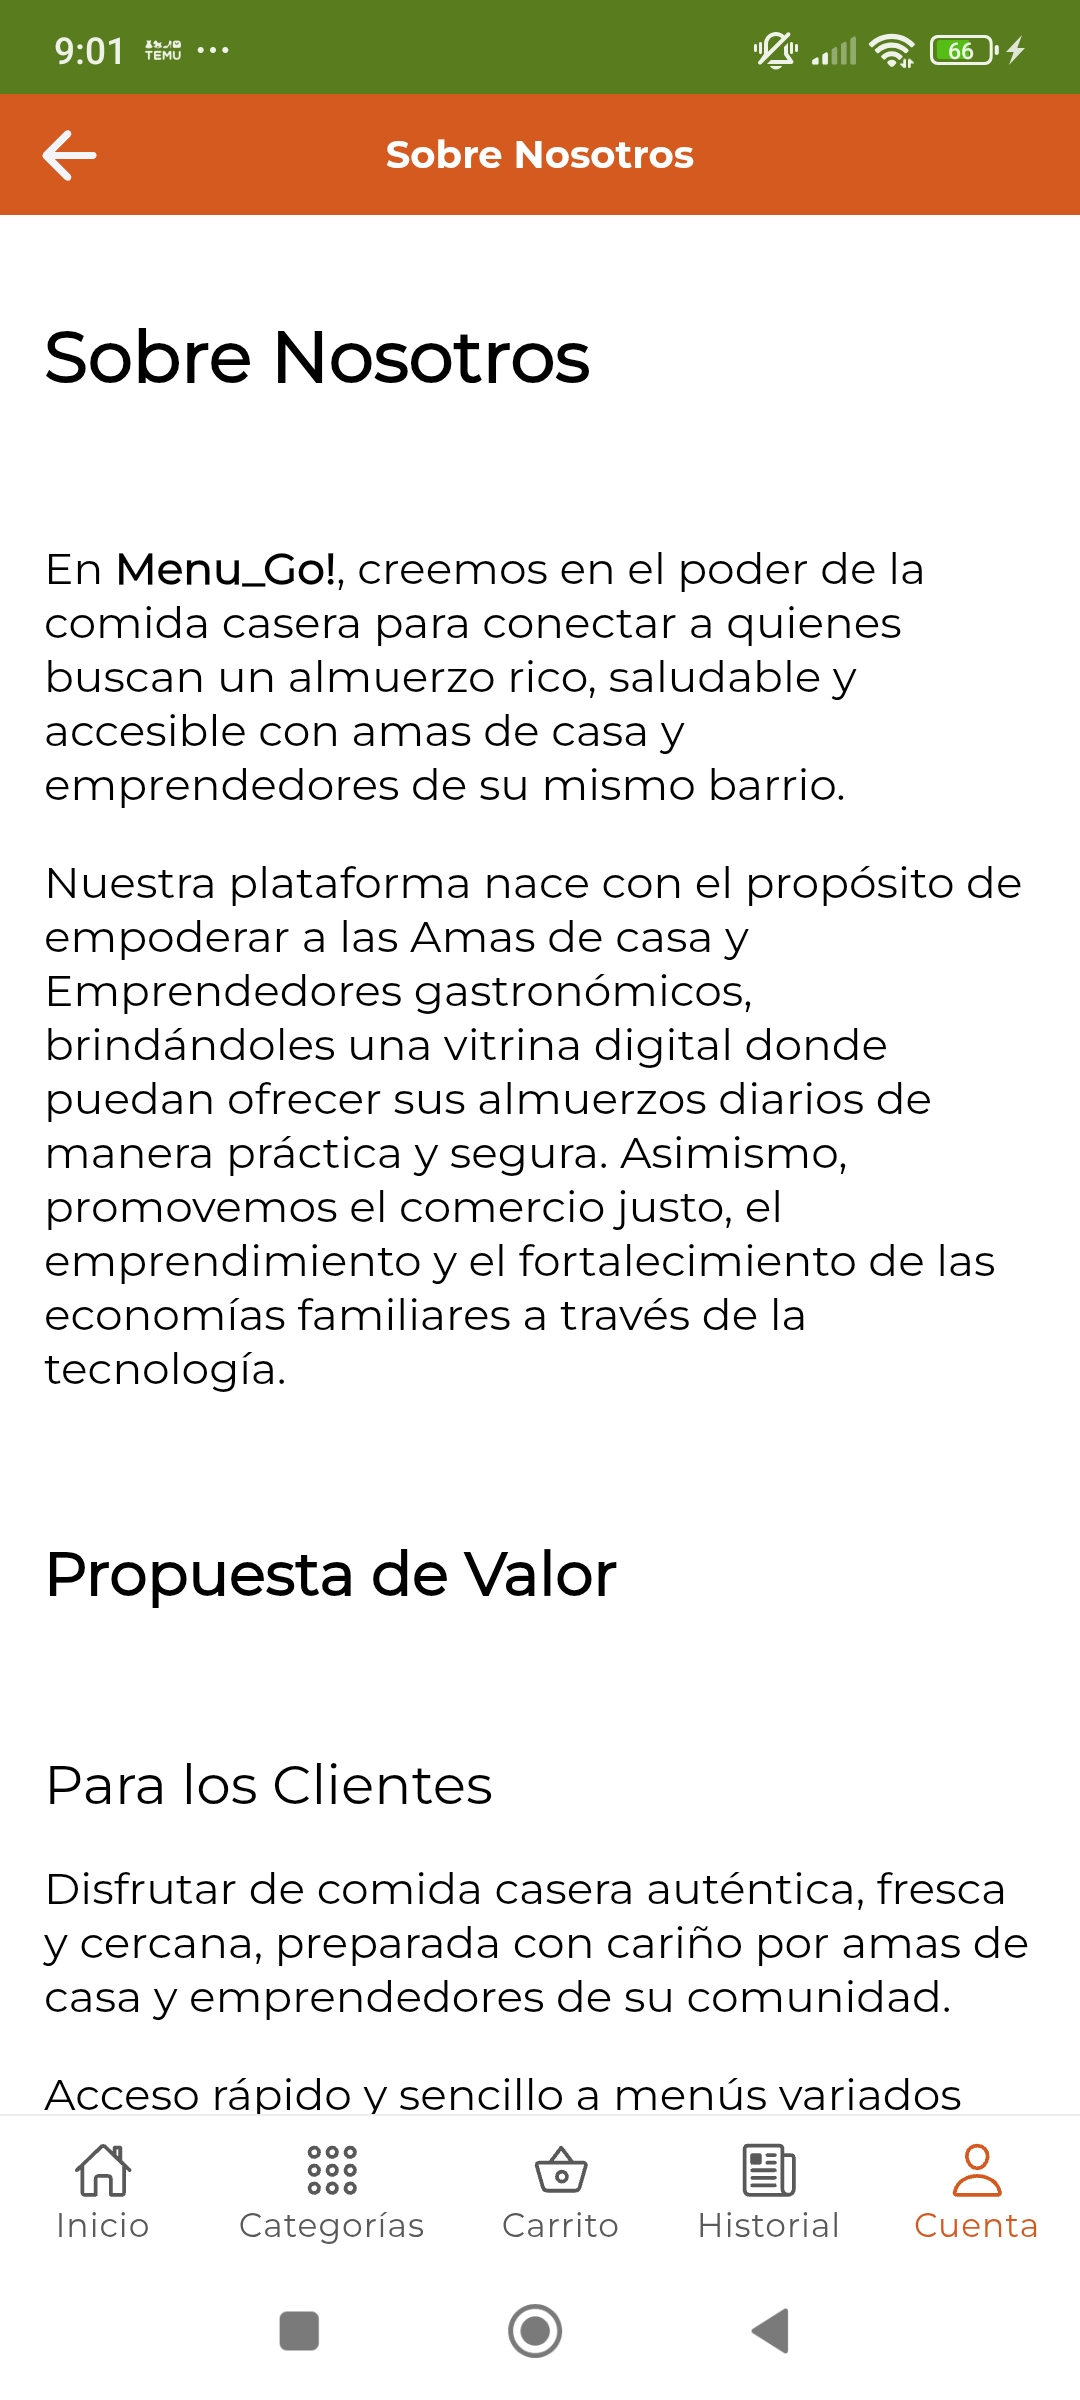 9:01
TEMU
66
Sobre Nosotros
Sobre Nosotros
En Menu_Go!, creemos en el poder de la
comida casera para conectar a quienes
buscan un almuerzo rico, saludable y
accesible con amas de casa y
emprendedores de su mismo barrio.
Nuestra plataforma nace con el propósito de
empoderar a las Amas de casa y
Emprendedores gastronómicos,
brindándoles una vitrina digital donde
puedan ofrecer sus almuerzos diarios de
manera práctica y segura. Asimismo,
promovemos el comercio justo, el
emprendimiento y el fortalecimiento de las
economías familiares a través de la
tecnología.
Propuesta de Valor
Para los Clientes
Disfrutar de comida casera auténtica, fresca
y cercana, preparada con cariño por amas de
casa y emprendedores de su comunidad.
Acceso rápido y sencillo a menús variados
Inicio
Categorías
Carrito
Historial
Cuenta